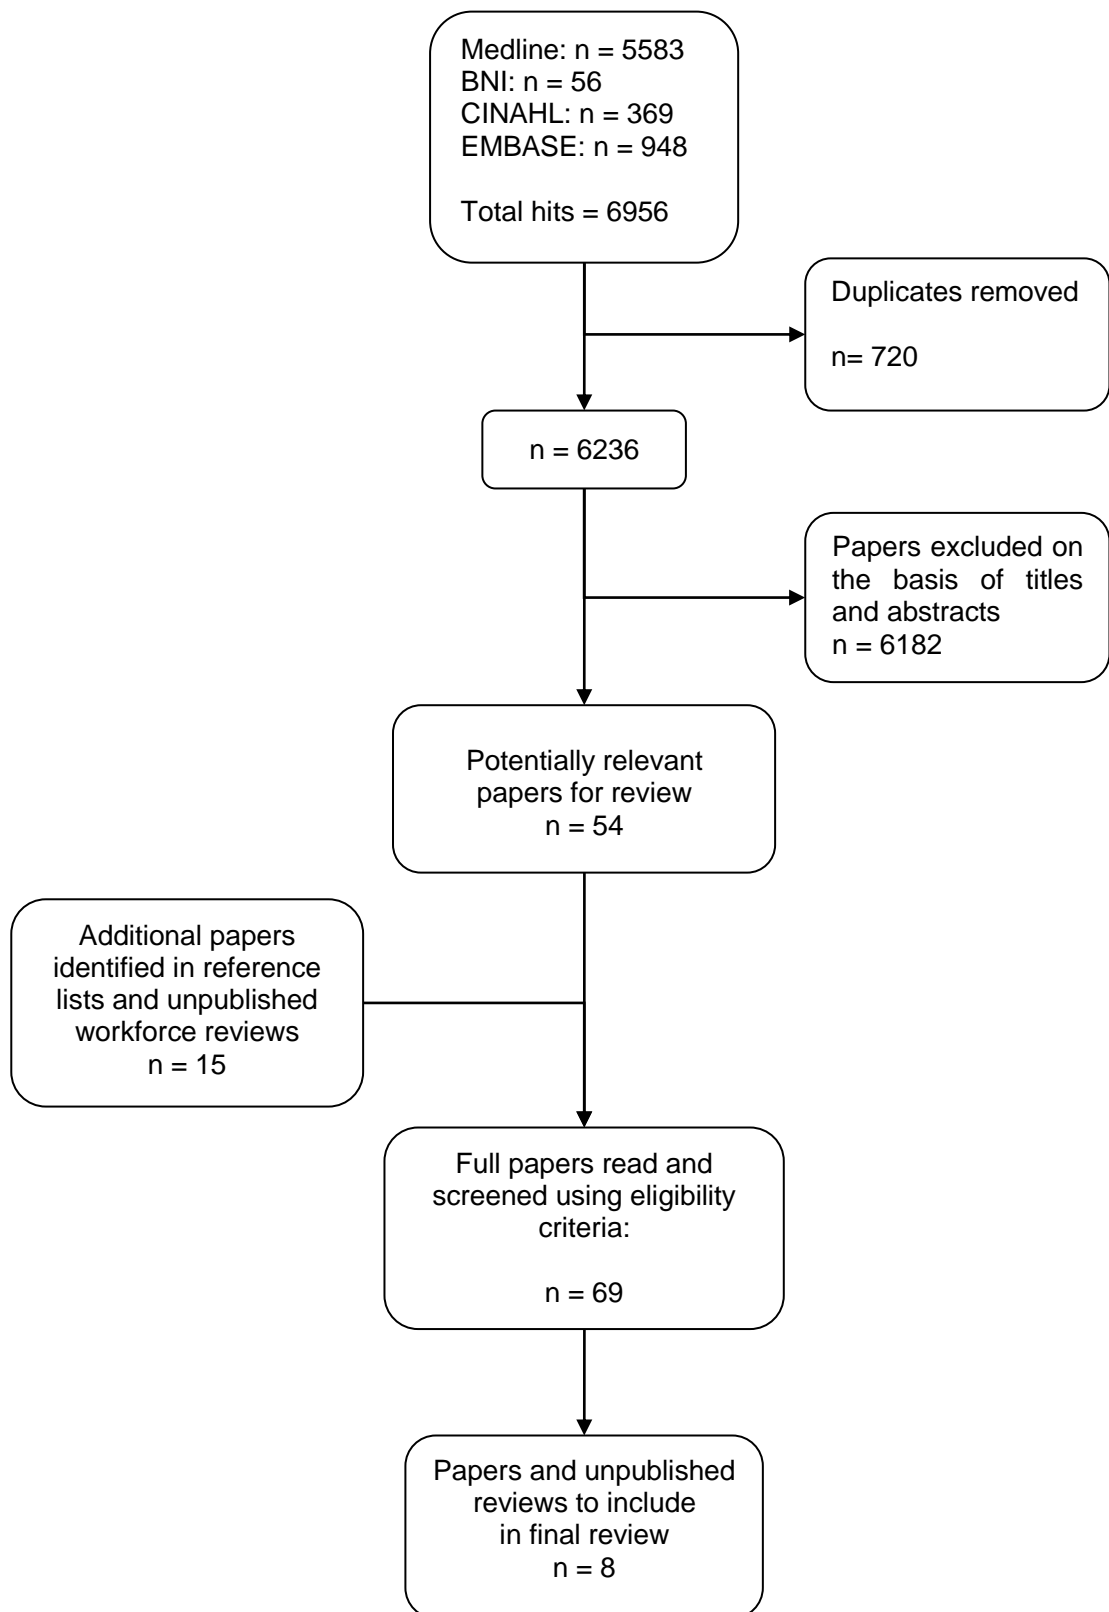 Medline: n = 5583
BNI: n = 56
CINAHL: n = 369
EMBASE: n = 948
Total hits = 6956
Duplicates removed
n= 720
n = 6236
Papers excluded on
the basis of titles
and abstracts
n = 6182
Potentially relevant
papers for review
n = 54
Additional papers
identified in reference
lists and unpublished
workforce reviews
n = 15
Full papers read and
screened using eligibility
criteria:
n = 69
Papers and unpublished
reviews to include
in final review
n = 8